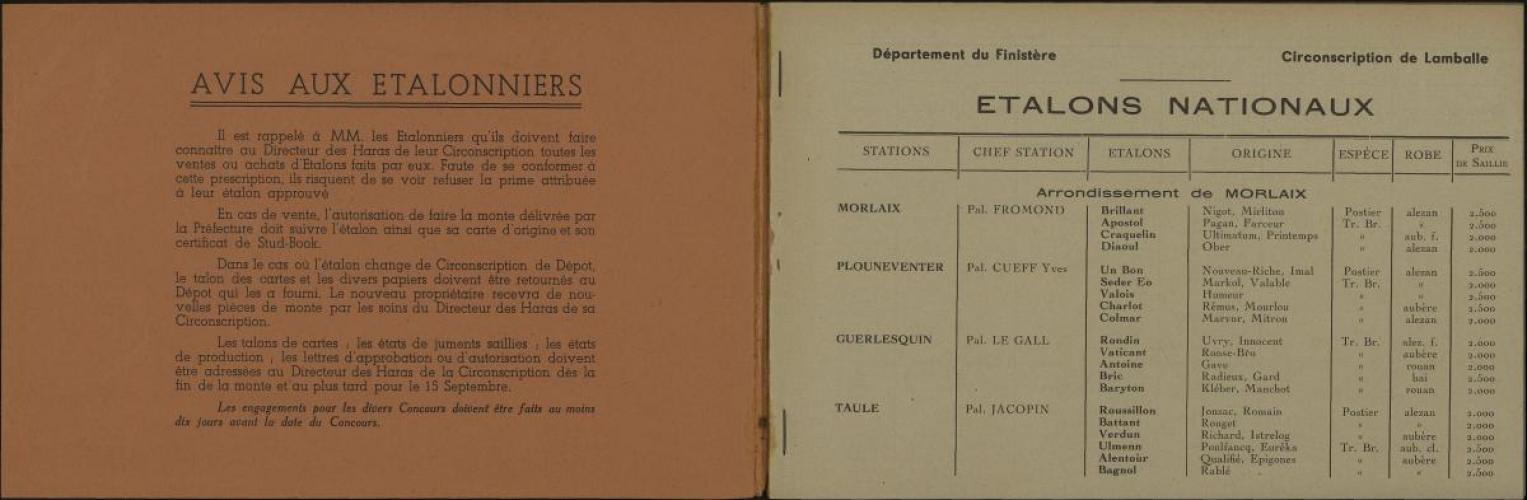 AVIS AUX ETALONNIERS
Il est rappelé à MM. les Etalonniers qu'ils doivent faire
connaître au Directeur des Haras de leur Circonscription toutes les
ventes ou achats d'Etalons faits par eux. Faute de se conformer à
cette prescription, ils risquent de se voir refuser la prime attribuée
à leur étalon approuvé
En cas de vente, l'autorisation de faire la monte délivrée par
la Préfecture doit suivre l'étalon ainsi que sa carte d'origine et son
certificat de Stud-Book.
Dans le cas où l'étalon change de Circonscription de Dépot,
le talon des cartes et les divers papiers doivent être retournés au
Dépot qui les a fourni. Le nouveau propriétaire recevra de nou-
velles pièces de monte par les soins du Directeur des Haras de sa
Circonscription.
Les talons de cartes ; les états de juments saillies ; les états
de production ; les lettres d'approbation ou d'autorisation doivent
être adressées au Directeur des Haras de la Circonscription dès la
fin de la monte et au plus tard pour le 15 Septembre.
Les engagements pour les divers Concours doivent être faits au moins
dix jours avant la date du Concours.
Département du Finistère Circonscription de Lamballe
ETALONS NATIONAUX
STATIONS CHEF STATION ETALONS ORIGINE ESPÈCE ROBE PRIX DE SAILLIE
Arrondissement de MORLAIX
MORLAIX Pal. FROMOND Brillant Nigot, Mirliton Postier alezan 2.500
Apostol Pagan, Farceur Tr. Br. » 2.500
Craquelin Ultimatum, Printemps » aub. f. 2.000
Diaoul Ober » alezan 2.000
PLOUNEVENTER Pal. CUEFF Yves Un Bon Nouveau-Riche, Imal Postier alezan 2.500
Seder Eo Markol, Valable Tr. Br. » 2.000
Valois Humeur » » 2.500
Charlot Rémus, Mourlou » aubère 2.500
Colmar Marvor, Mitron » alezan 2.000
GUERLESQUIN Pal. LE GALL Rondin Uvry, Innocent Tr. Br. alez. f. 2.000
Vaticant Roose-Bru » aubère 2.000
Antoine Gave » rouan 2.000
Bric Radieux, Gard » bai 2.500
Baryton Kléber, Manchot » rouan 2.000
TAULE Pal. JACOPIN Roussillon Jonzac, Romain Postier alezan 2.000
Battant Rouget » » 2.000
Verdun Richard, Istrelog » aubère 2.000
Ulmenn Poulfancq, Eurêka Tr. Br. aub. cl. 2.500
Alentour Qualifié, Epigones » aubère 2.500
Bagnol Rablé » » 2.500